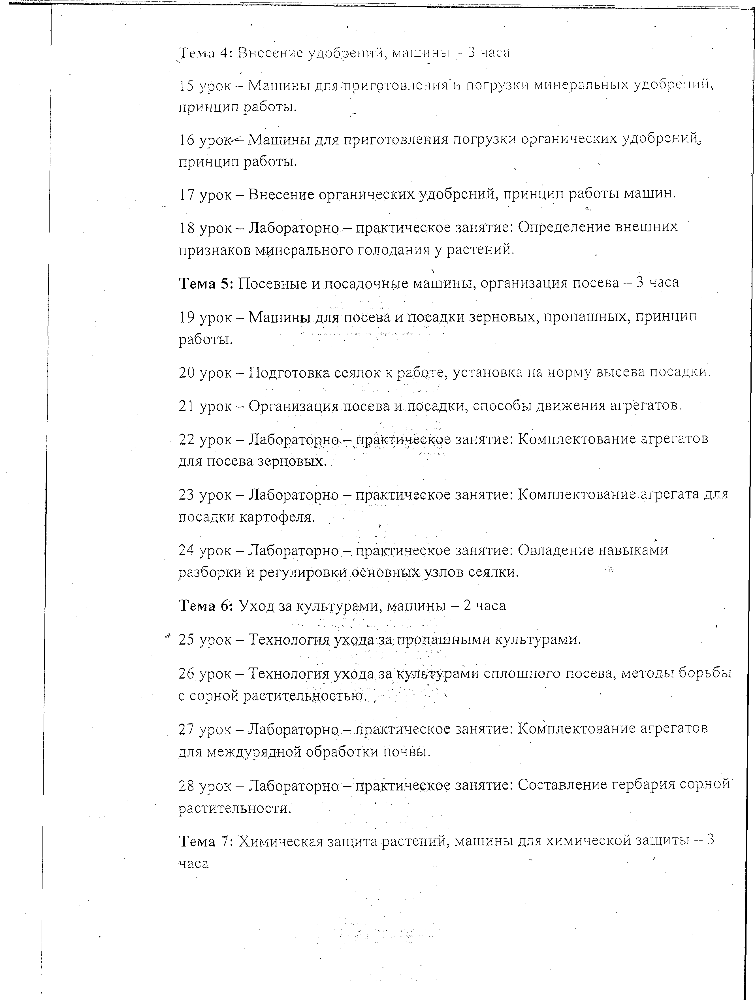 Тема 4: Внесение удобрений, машины – 3 часа
15 урок – Машины для приготовления и погрузки минеральных удобрений,
принцип работы.
16 урок – Машины для приготовления погрузки органических удобрений,
принцип работы.
17 урок – Внесение органических удобрений, принцип работы машин.
18 урок – Лабораторно – практическое занятие: Определение внешних
признаков минерального голодания у растений.
Тема 5: Посевные и посадочные машины, организация посева – 3 часа
19 урок – Машины для посева и посадки зерновых, пропашных, принцип
работы.
20 урок – Подготовка сеялок к работе, установка на норму высева посадки.
21 урок – Организация посева и посадки, способы движения агрегатов.
22 урок – Лабораторно – практическое занятие: Комплектование агрегатов
для посева зерновых.
23 урок – Лабораторно – практическое занятие: Комплектование агрегата для
посадки картофеля.
24 урок – Лабораторно – практическое занятие: Овладение навыками
разборки и регулировки основных узлов сеялки.
Тема 6: Уход за культурами, машины – 2 часа
25 урок – Технология ухода за пропашными культурами.
26 урок – Технология ухода за культурами сплошного посева, методы борьбы
с сорной растительностью.
27 урок – Лабораторно – практическое занятие: Комплектование агрегатов
для междурядной обработки почвы.
28 урок – Лабораторно – практическое занятие: Составление гербария сорной
растительности.
Тема 7: Химическая защита растений, машины для химической защиты – 3
часа